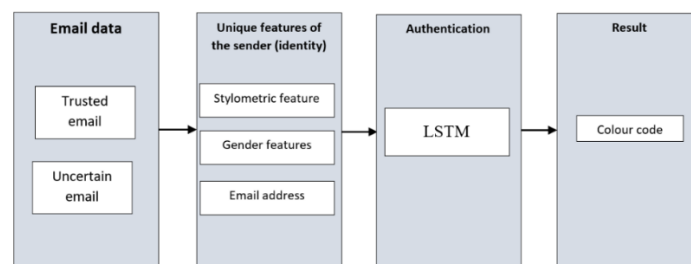 Email data
Trusted
email
Uncertain
email
Unique features of
the sender (identity)
Stylometric feature
Gender features
Email address
Authentication
LSTM
Result
Colour code